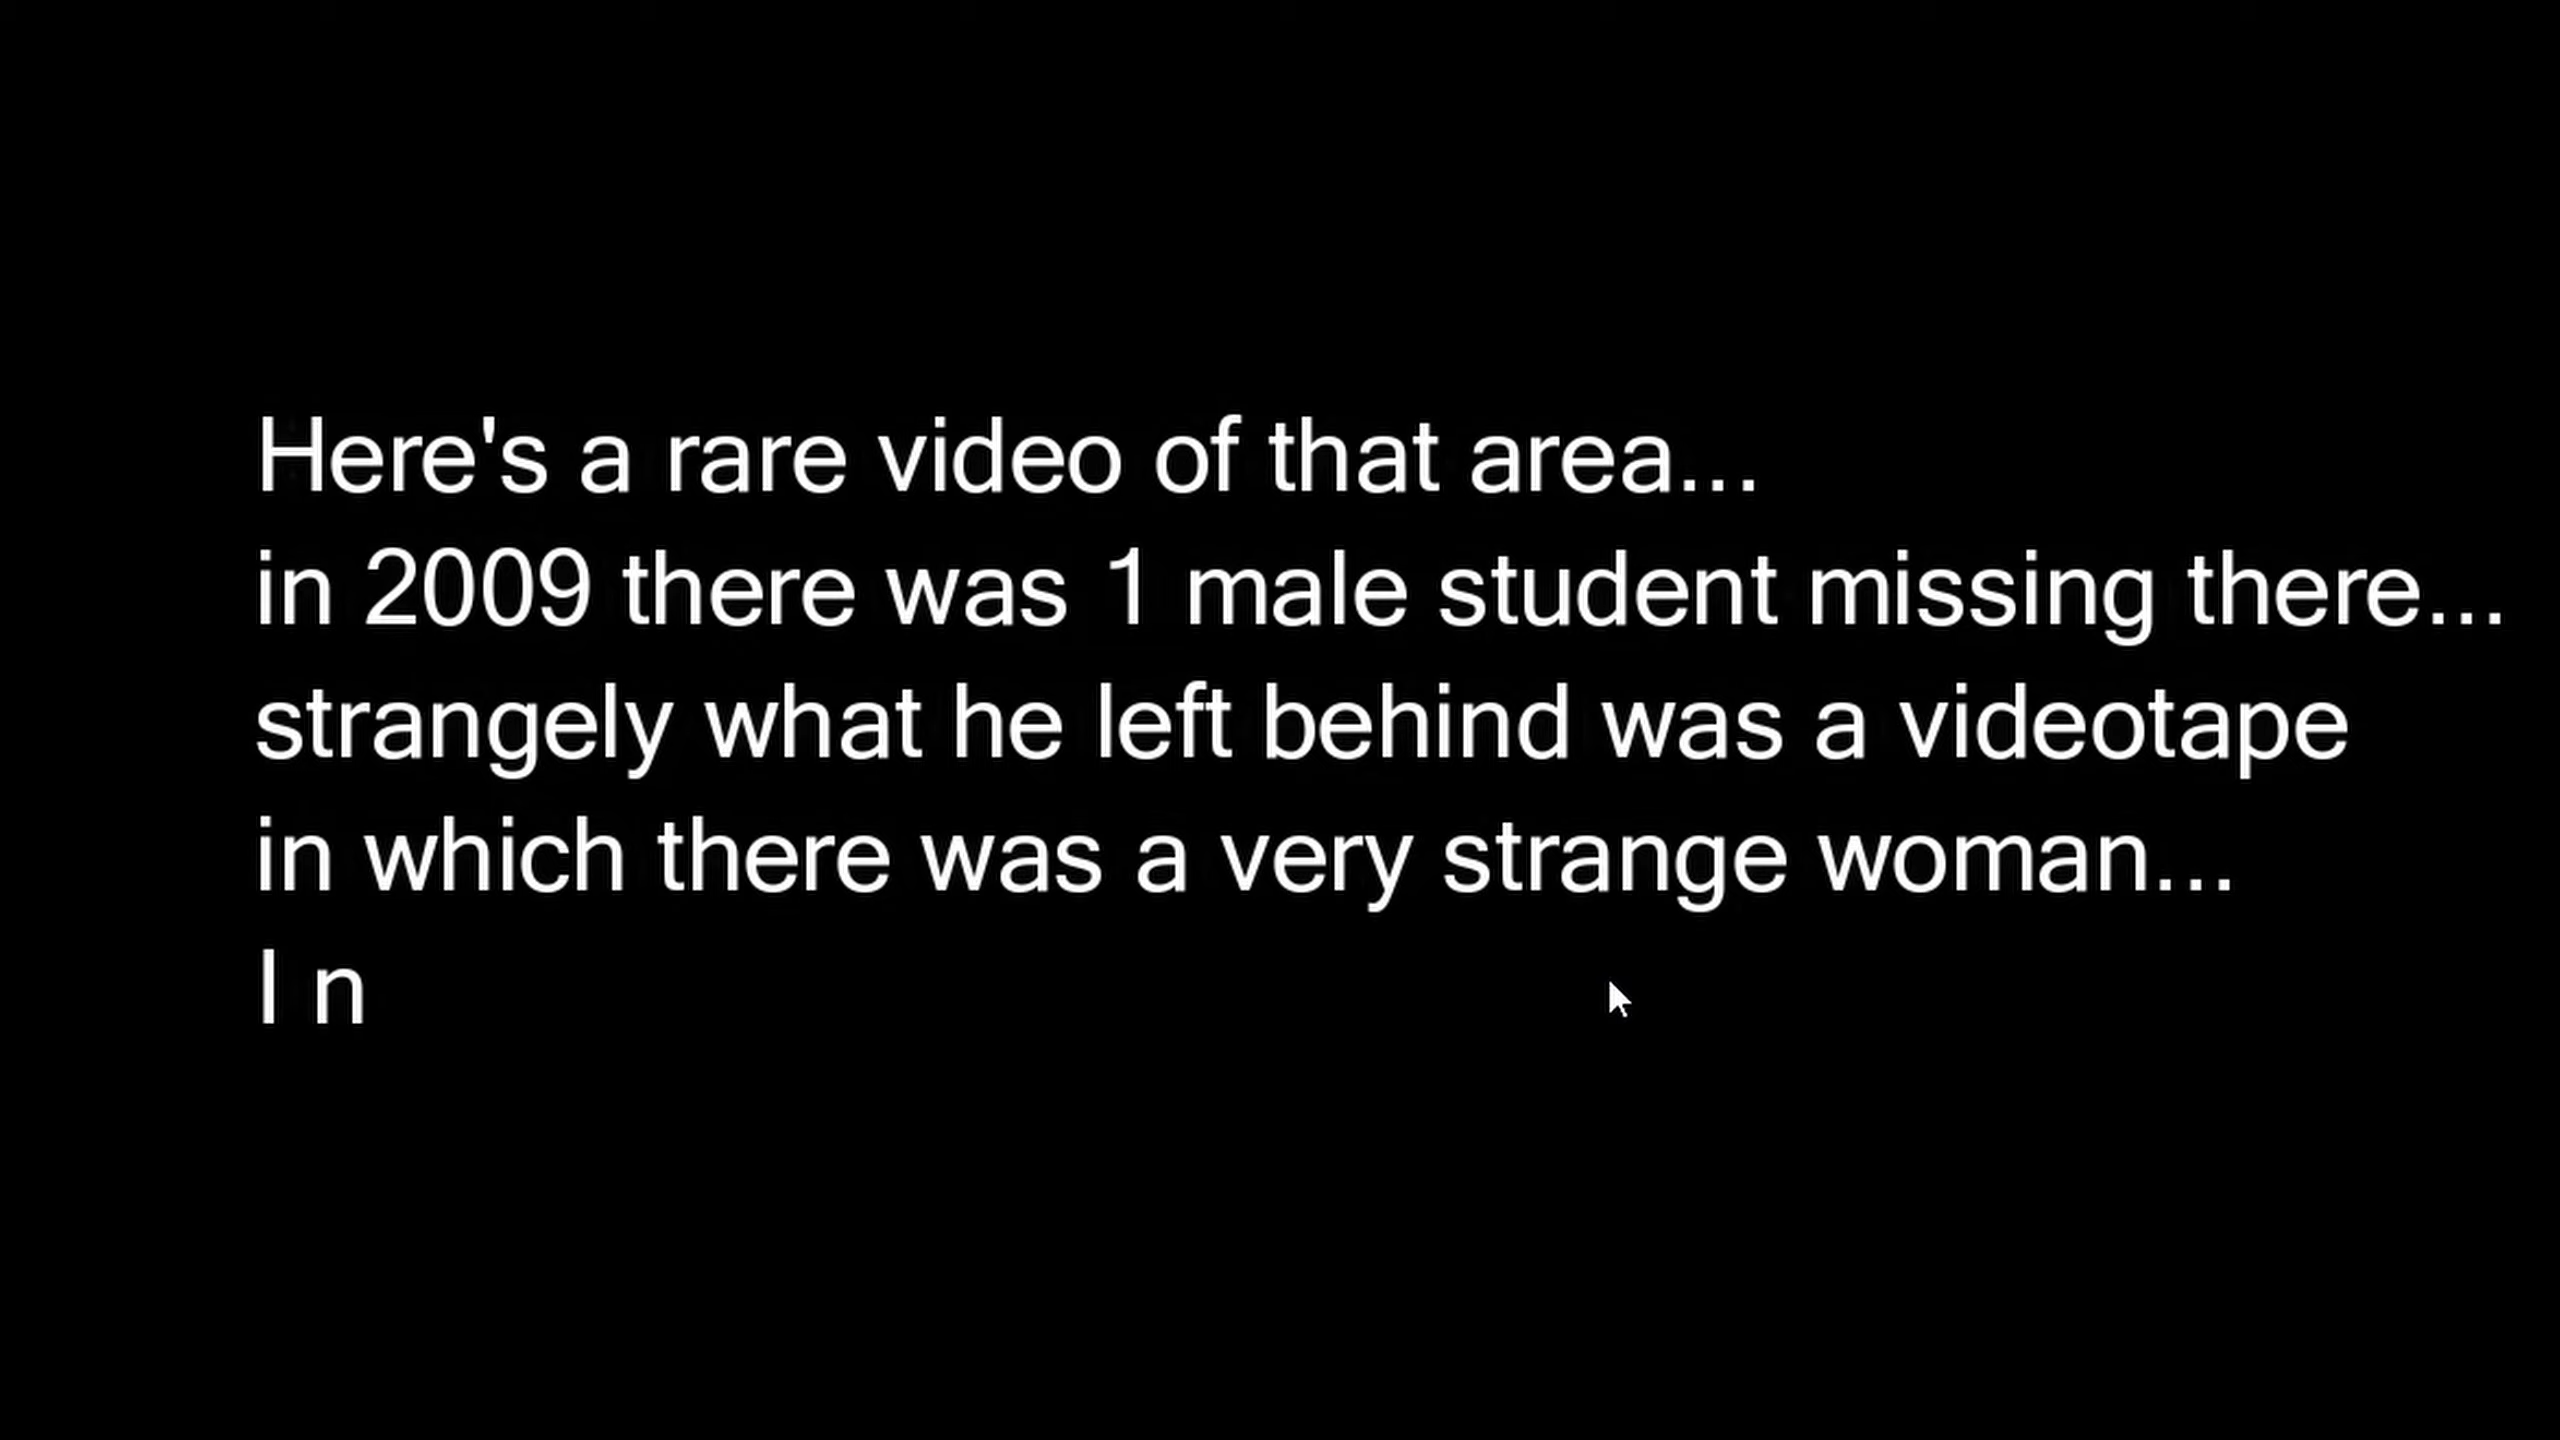 Here's a rare video of that area...
in 2009 there was 1 male student missing there...
strangely what he left behind was a videotape
in which there was a very strange woman...
I n